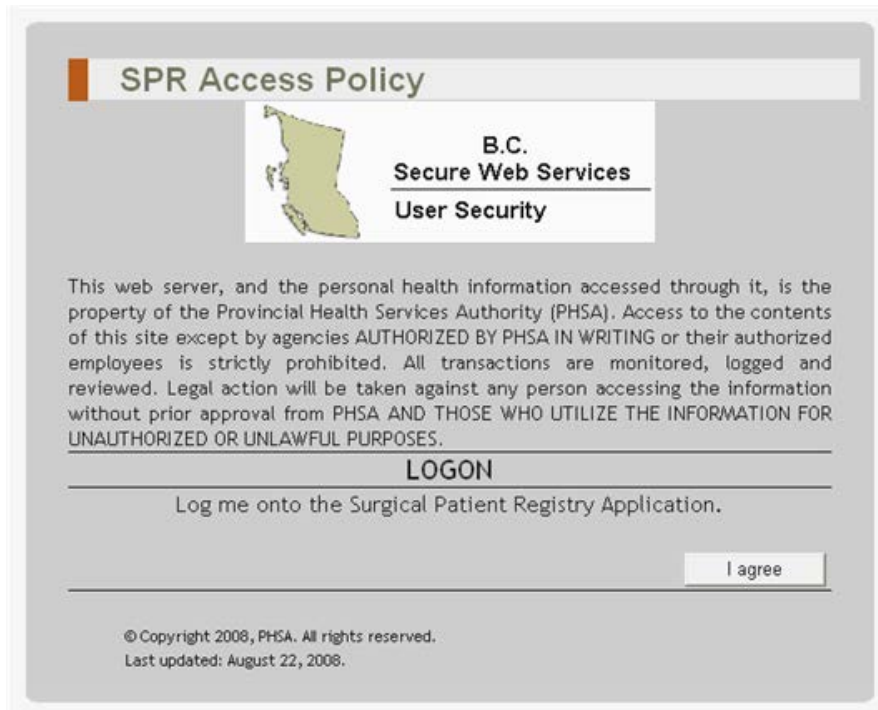 SPR Access Policy
B.C.
Secure Web Services
User Security
This web server, and the personal health information accessed through it, is the
property of the Provincial Health Services Authority (PHSA). Access to the contents
of this site except by agencies AUTHORIZED BY PHSA IN WRITING or their authorized
employees is strictly prohibited. All transactions are monitored, logged and
reviewed. Legal action will be taken against any person accessing the information
without prior approval from PHSA AND THOSE WHO UTILIZE THE INFORMATION FOR
UNAUTHORIZED OR UNLAWFUL PURPOSES.
LOGON
Log me onto the Surgical Patient Registry Application.
I agree
© Copyright 2008, PHSA. All rights reserved.
Last updated: August 22, 2008.